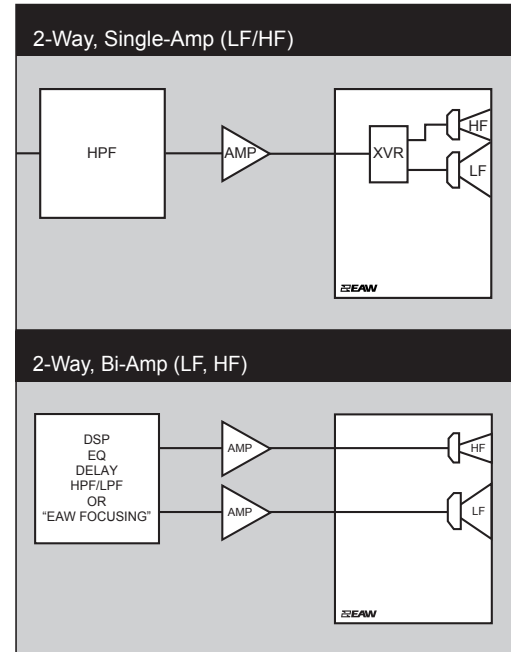 2-Way, Single-Amp (LF/HF)
HPF
AMP
XVR
HF
LF
EAW
2-Way, Bi-Amp (LF, HF)
DSP
EQ
DELAY
HPF/LPF
OR
“EAW FOCUSING”
AMP
HF
AMP
LF
EAW